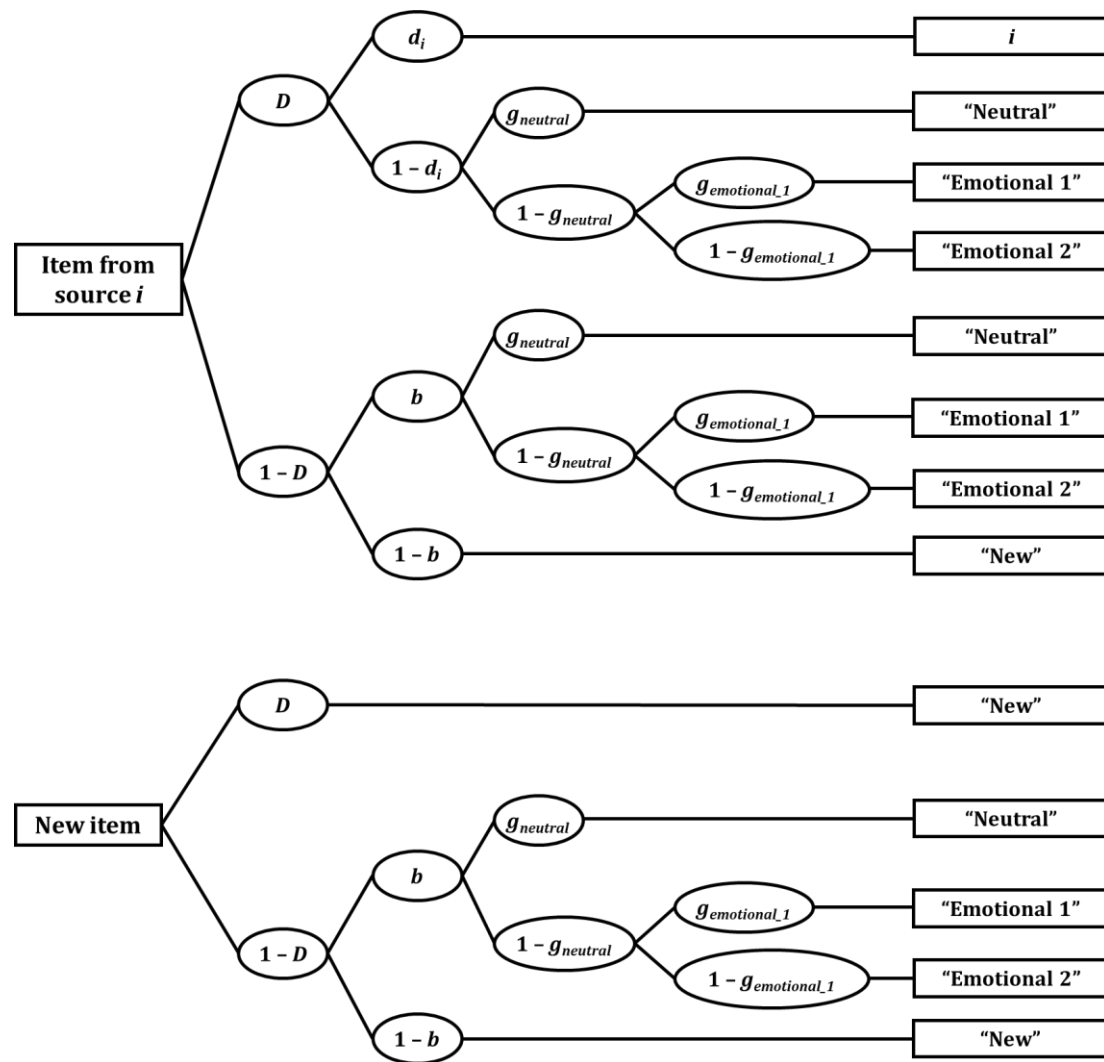 d_i
i
D
g_neutral
“Neutral”
1 – d_i
g_emotional_1
“Emotional 1”
1 – g_neutral
1 – g_emotional_1
“Emotional 2”
Item from
source i
g_neutral
“Neutral”
b
g_emotional_1
“Emotional 1”
1 – g_neutral
1 – D
1 – g_emotional_1
“Emotional 2”
1 – b
“New”
D
“New”
New item
g_neutral
“Neutral”
b
g_emotional_1
“Emotional 1”
1 – g_neutral
1 – D
1 – g_emotional_1
“Emotional 2”
1 – b
“New”